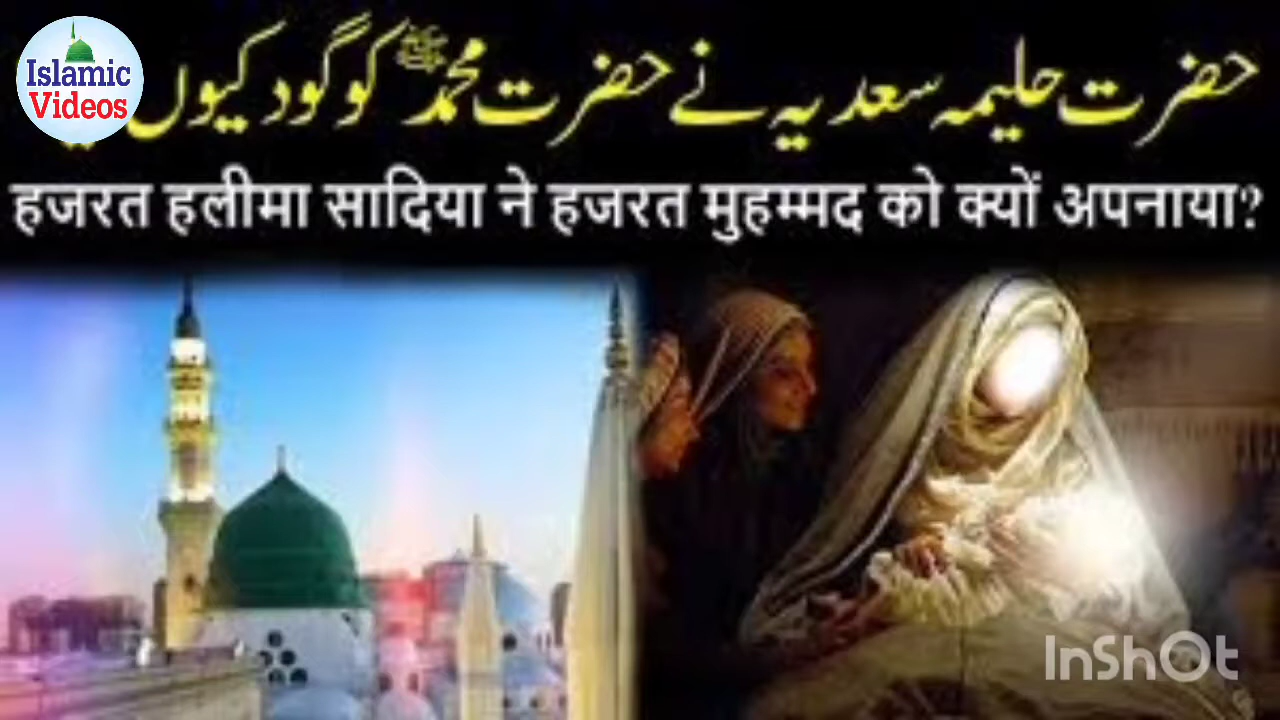 Islamic
Videos
حضرت حلیمہ سعدیہ نے حضرت محمد ﷺ کو گود کیوں
हजरत हलीमा सादिया ने हजरत मुहम्मद को क्यों अपनाया?
InShOt